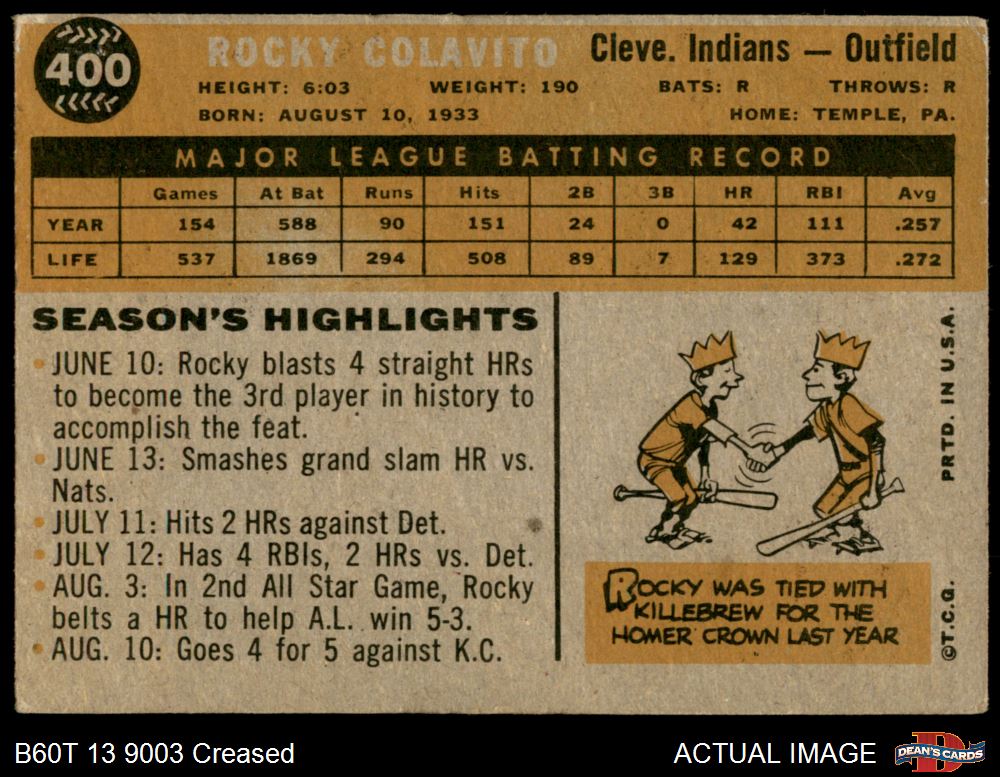 400
ROCKY COLAVITO Cleve. Indians — Outfield
HEIGHT: 6:03 WEIGHT: 190 BATS: R THROWS: R
BORN: AUGUST 10, 1933 HOME: TEMPLE, PA.
MAJOR LEAGUE BATTING RECORD
Games At Bat Runs Hits 2B 3B HR RBI Avg
YEAR 154 588 90 151 24 0 42 111 .257
LIFE 537 1869 294 508 89 7 129 373 .272
SEASON'S HIGHLIGHTS
• JUNE 10: Rocky blasts 4 straight HRs
to become the 3rd player in history to
accomplish the feat.
• JUNE 13: Smashes grand slam HR vs.
Nats.
• JULY 11: Hits 2 HRs against Det.
• JULY 12: Has 4 RBIs, 2 HRs vs. Det.
• AUG. 3: In 2nd All Star Game, Rocky
belts a HR to help A.L. win 5-3.
• AUG. 10: Goes 4 for 5 against K.C.
ROCKY WAS TIED WITH
KILLEBREW FOR THE
HOMER CROWN LAST YEAR
©T.C.G. PRTD. IN U.S.A.
B60T 13 9003 Creased ACTUAL IMAGE
D
DEAN'S CARDS